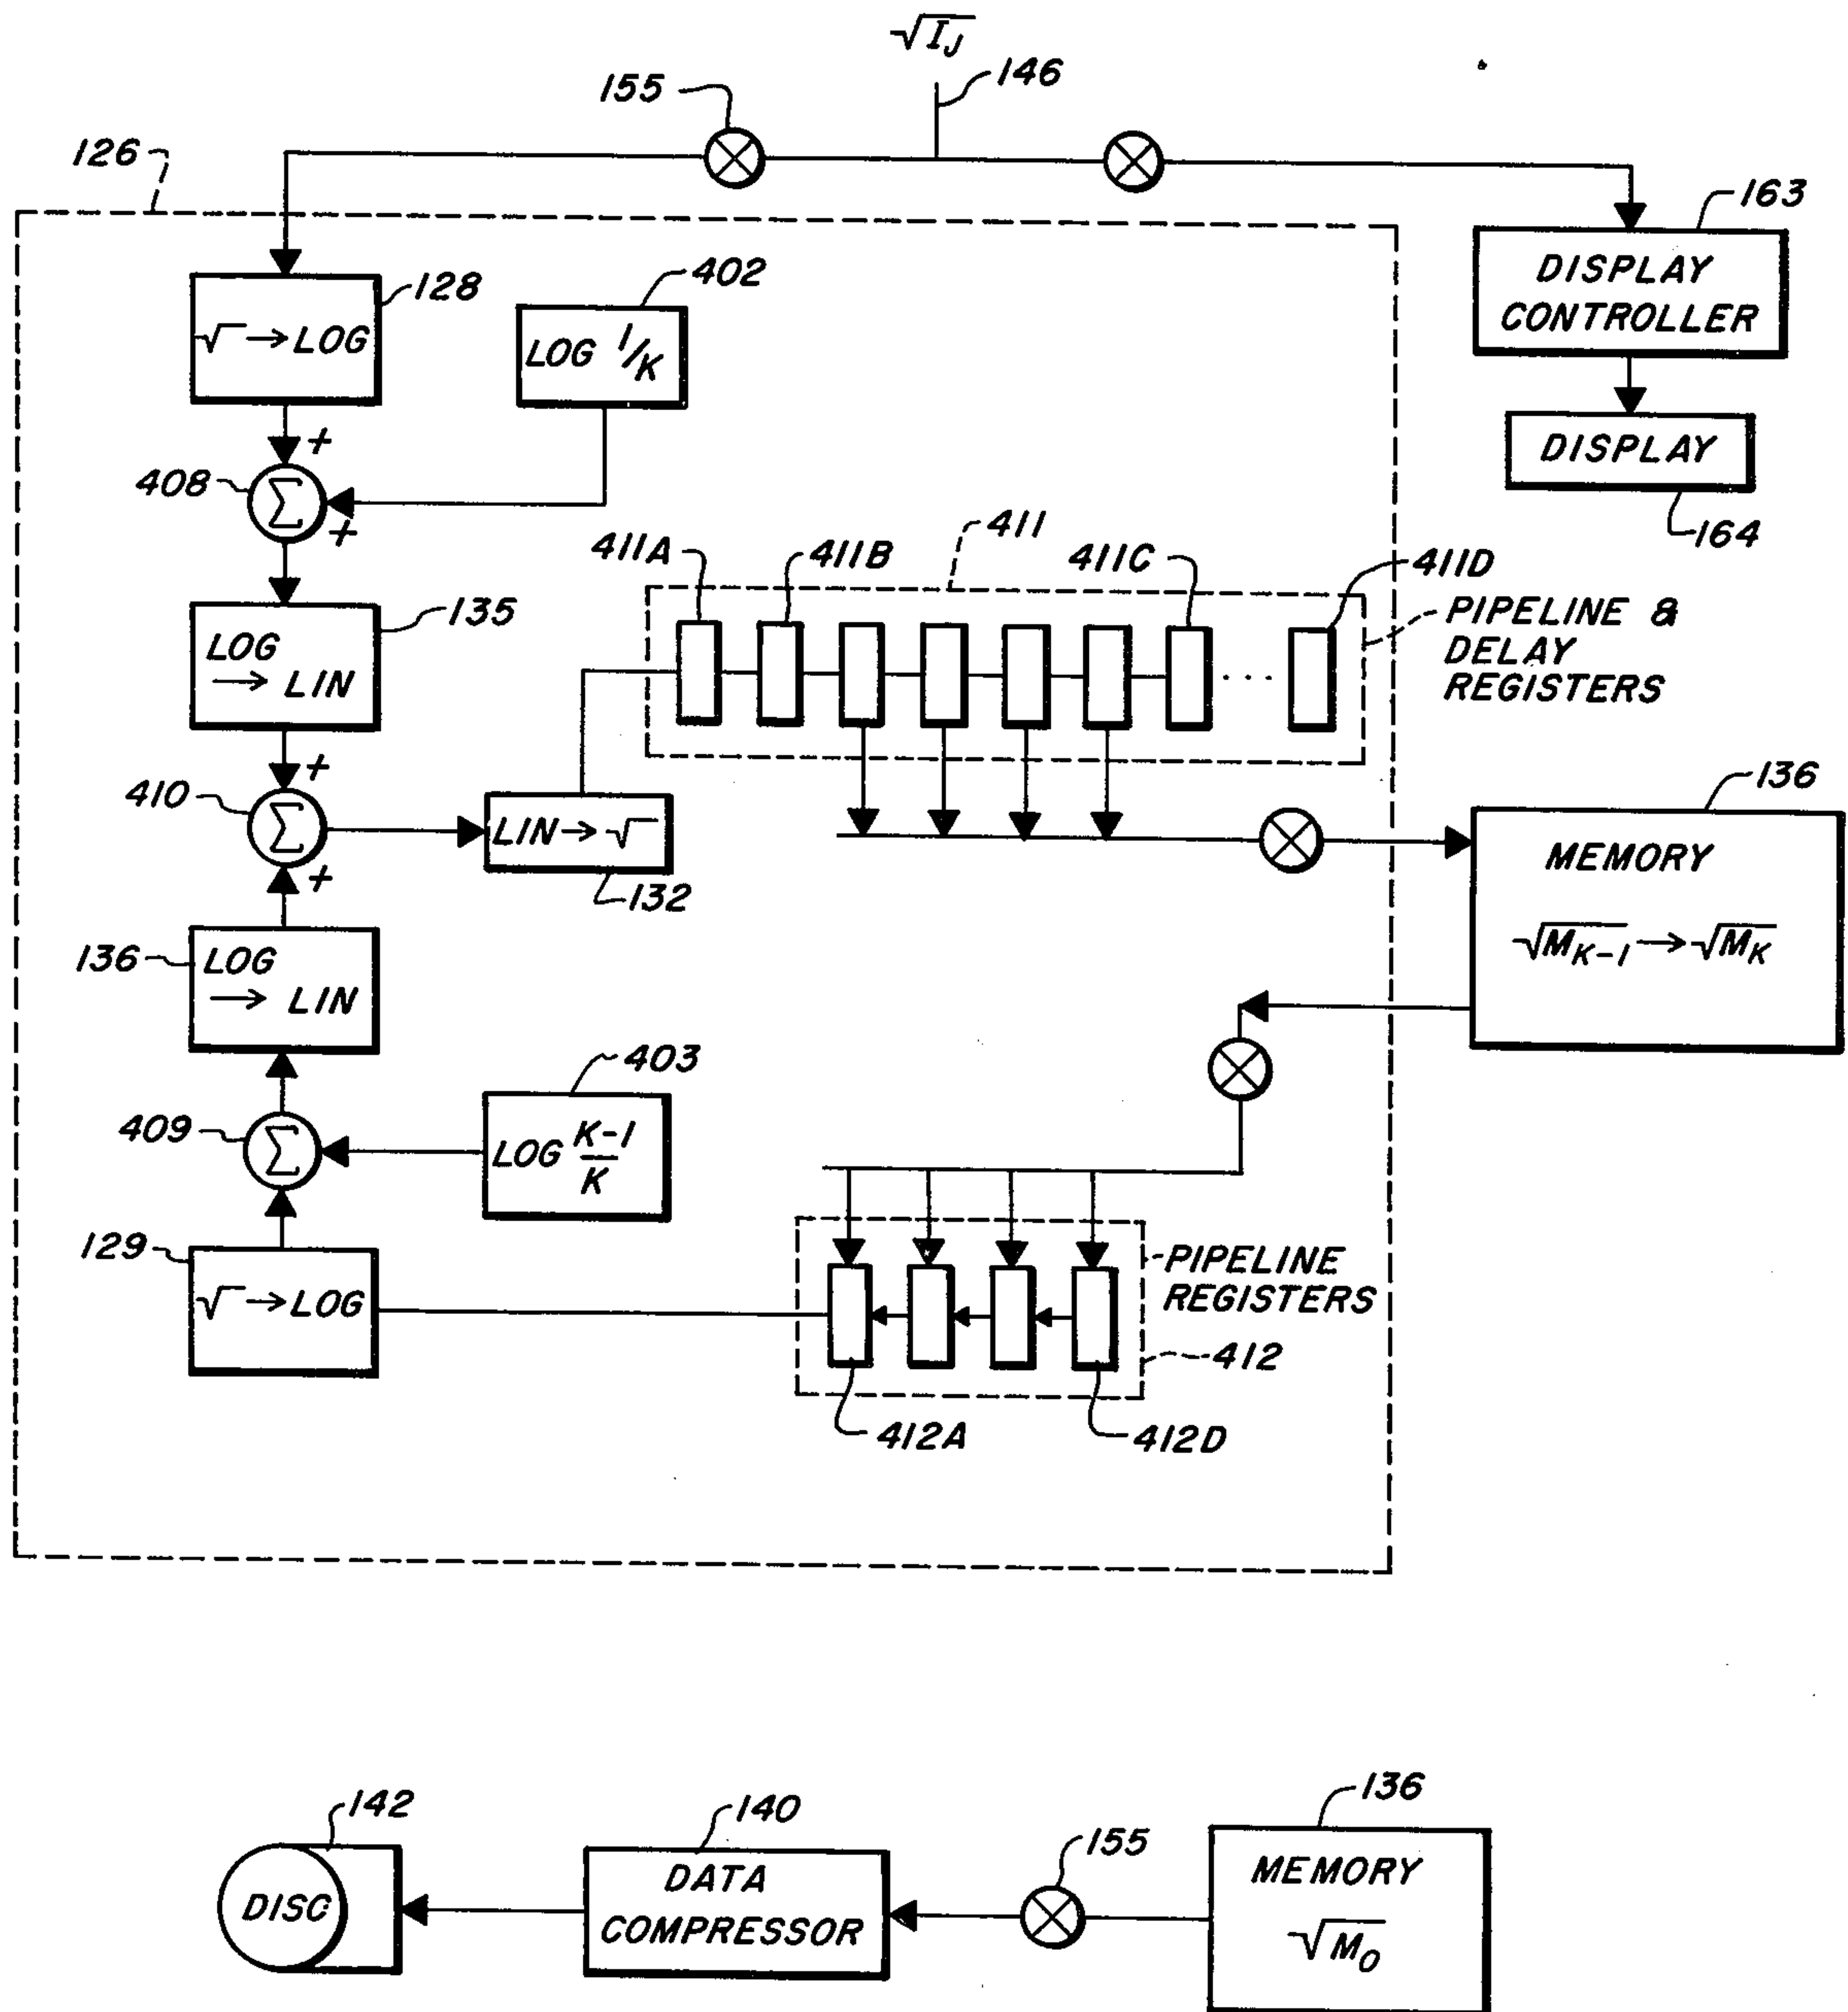 √I_J
146
155
126
163
DISPLAY
CONTROLLER
128
√ → LOG
402
LOG 1/K
+
408
Σ
+
DISPLAY
164
411
411A
411B
411C
411D
135
LOG
→ LIN
PIPELINE &
DELAY
REGISTERS
...
+
410
Σ
+
LIN → √
132
136
MEMORY
√M_{K-1} → √M_K
136
LOG
→ LIN
403
LOG K-1/K
409
Σ
129
√ → LOG
PIPELINE
REGISTERS
412
412A
412D
142
DISC
140
DATA
COMPRESSOR
155
136
MEMORY
√M_O